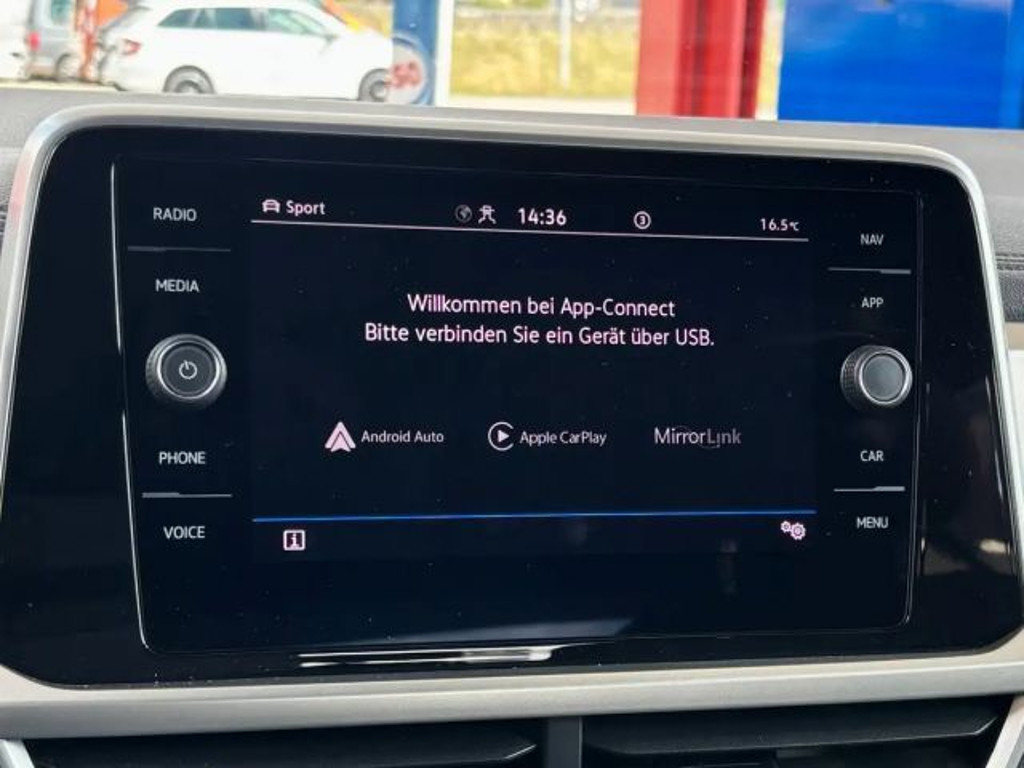 RADIO
MEDIA
PHONE
VOICE
Sport 14:36 3 16.5°C
Willkommen bei App-Connect
Bitte verbinden Sie ein Gerät über USB.
Android Auto Apple CarPlay MirrorLink
i
NAV
APP
CAR
MENU